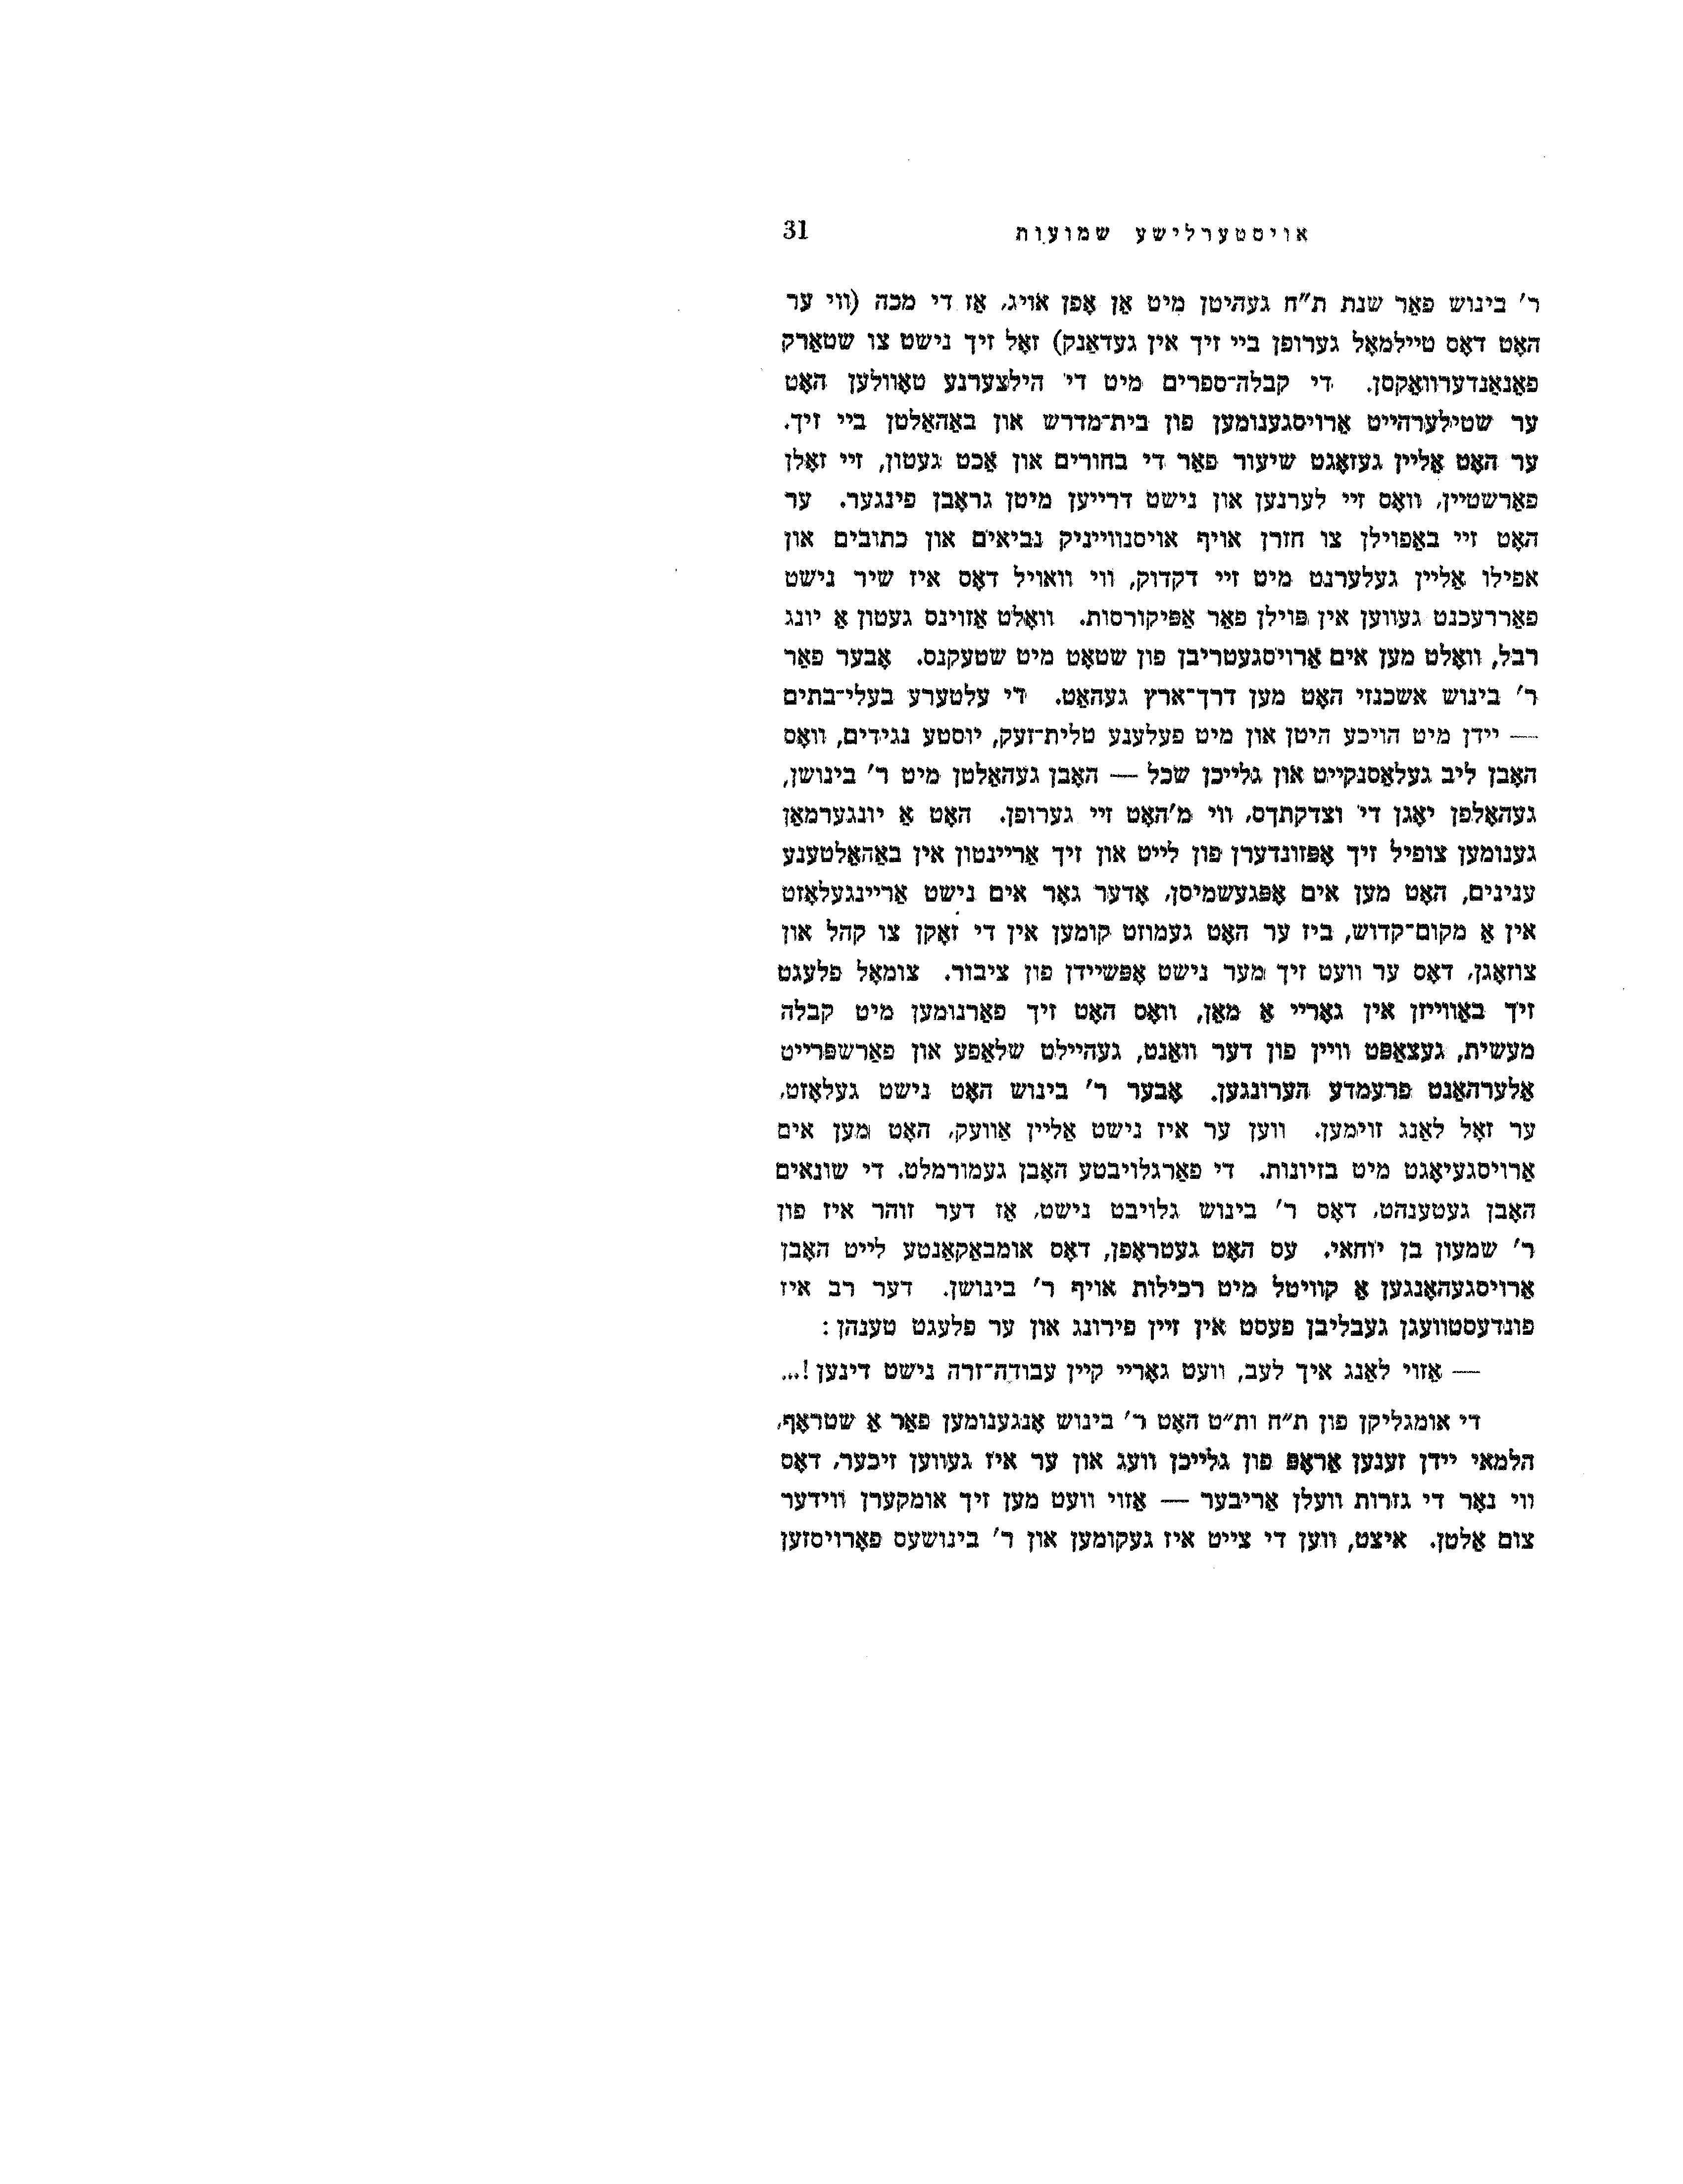 אויסטערלישע שמועות 31
ר' בינוש פאַר שנת ת״ח געהיטן מיט אַן אָפן אויג, אַז די מכה (ווי ער
האָט דאָס טיילמאָל גערופן ביי זיך אין געדאַנק) זאָל זיך נישט צו שטאַרק
פאַנאַנדערוואַקסן. די קבלה־ספרים מיט די הילצערנע טאָוולען האָט
ער שטילערהייט אַרויסגענומען פון בית־מדרש און באַהאַלטן ביי זיך.
ער האָט אַליין געזאָגט שיעור פאַר די בחורים און אַכט געטון, זיי זאָלן
פאַרשטיין, וואָס זיי לערנען און נישט דרייען מיטן גראָבן פינגער. ער
האָט זיי באַפוילן צו חזרן אויף אויסנווייניק נביאים און כתובים און
אפילו אַליין געלערנט מיט זיי דקדוק, ווי וואויל דאָס איז שיר נישט
פאַררעכנט געווען אין פּוילן פאַר אַפּיקורסות. וואָלט אַזוינס געטון אַ יונג
רבל, וואָלט מען אים אַרויסגעטריבן פון שטאָט מיט שטעקנס. אָבער פאַר
ר' בינוש אשכנזי האָט מען דרך־ארץ געהאַט. די עלטערע בעלי־בתים
— יידן מיט הויכע היטן און מיט פעלענע טלית־זעק, יוסטע נגידים, וואָס
האָבן ליב געלאַסנקייט און גלייכן שכל — האָבן געהאַלטן מיט ר' בינושן,
געהאָלפן יאָגן די וצדקתךס, ווי מ'האָט זיי גערופן. האָט אַ יונגערמאַן
גענומען צופיל זיך אָפּזונדערן פון לייט און זיך אַריינטון אין באַהאַלטענע
ענינים, האָט מען אים אָפּגעשמיסן, אָדער גאָר אים נישט אַריינגעלאָזט
אין אַ מקום־קדוש, ביז ער האָט געמוזט קומען אין די זאָקן צו קהל און
צוזאָגן, דאָס ער וועט זיך מער נישט אָפּשיידן פון ציבור. צומאָל פלעגט
זיך באַווייזן אין גאָריי אַ מאַן, וואָס האָט זיך פאַרנומען מיט קבלה
מעשית, געצאַפּט וויין פון דער וואַנט, געהיילט שלאַפע און פאַרשפּרייט
אַלערהאַנט פרעמדע הערונגען. אָבער ר' בינוש האָט נישט געלאָזט,
ער זאָל לאַנג זוימען. ווען ער איז נישט אַליין אַוועק, האָט מען אים
אַרויסגעיאָגט מיט בזיונות. די פאַרגלויבטע האָבן געמורמלט. די שונאים
האָבן געטענהט, דאָס ר' בינוש גלויבט נישט, אַז דער זוהר איז פון
ר' שמעון בן יוחאי. עס האָט געטראָפן, דאָס אומבאַקאַנטע לייט האָבן
אַרויסגעהאָנגען אַ קוויטל מיט רכילות אויף ר' בינושן. דער רב איז
פונדעסטוועגן געבליבן פעסט אין זיין פירונג און ער פלעגט טענהן:
— אַזוי לאַנג איך לעב, וועט גאָריי קיין עבודה־זרה נישט דינען!...
די אומגליקן פון ת״ח ות״ט האָט ר' בינוש אָנגענומען פאַר אַ שטראָף,
הלמאי יידן זענען אַראָפּ פון גלייכן וועג און ער איז געווען זיכער, דאָס
ווי נאָר די גזרות וועלן אַריבער — אַזוי וועט מען זיך אומקערן ווידער
צום אַלטן. איצט, ווען די צייט איז געקומען און ר' בינושעס פאָרויסזען